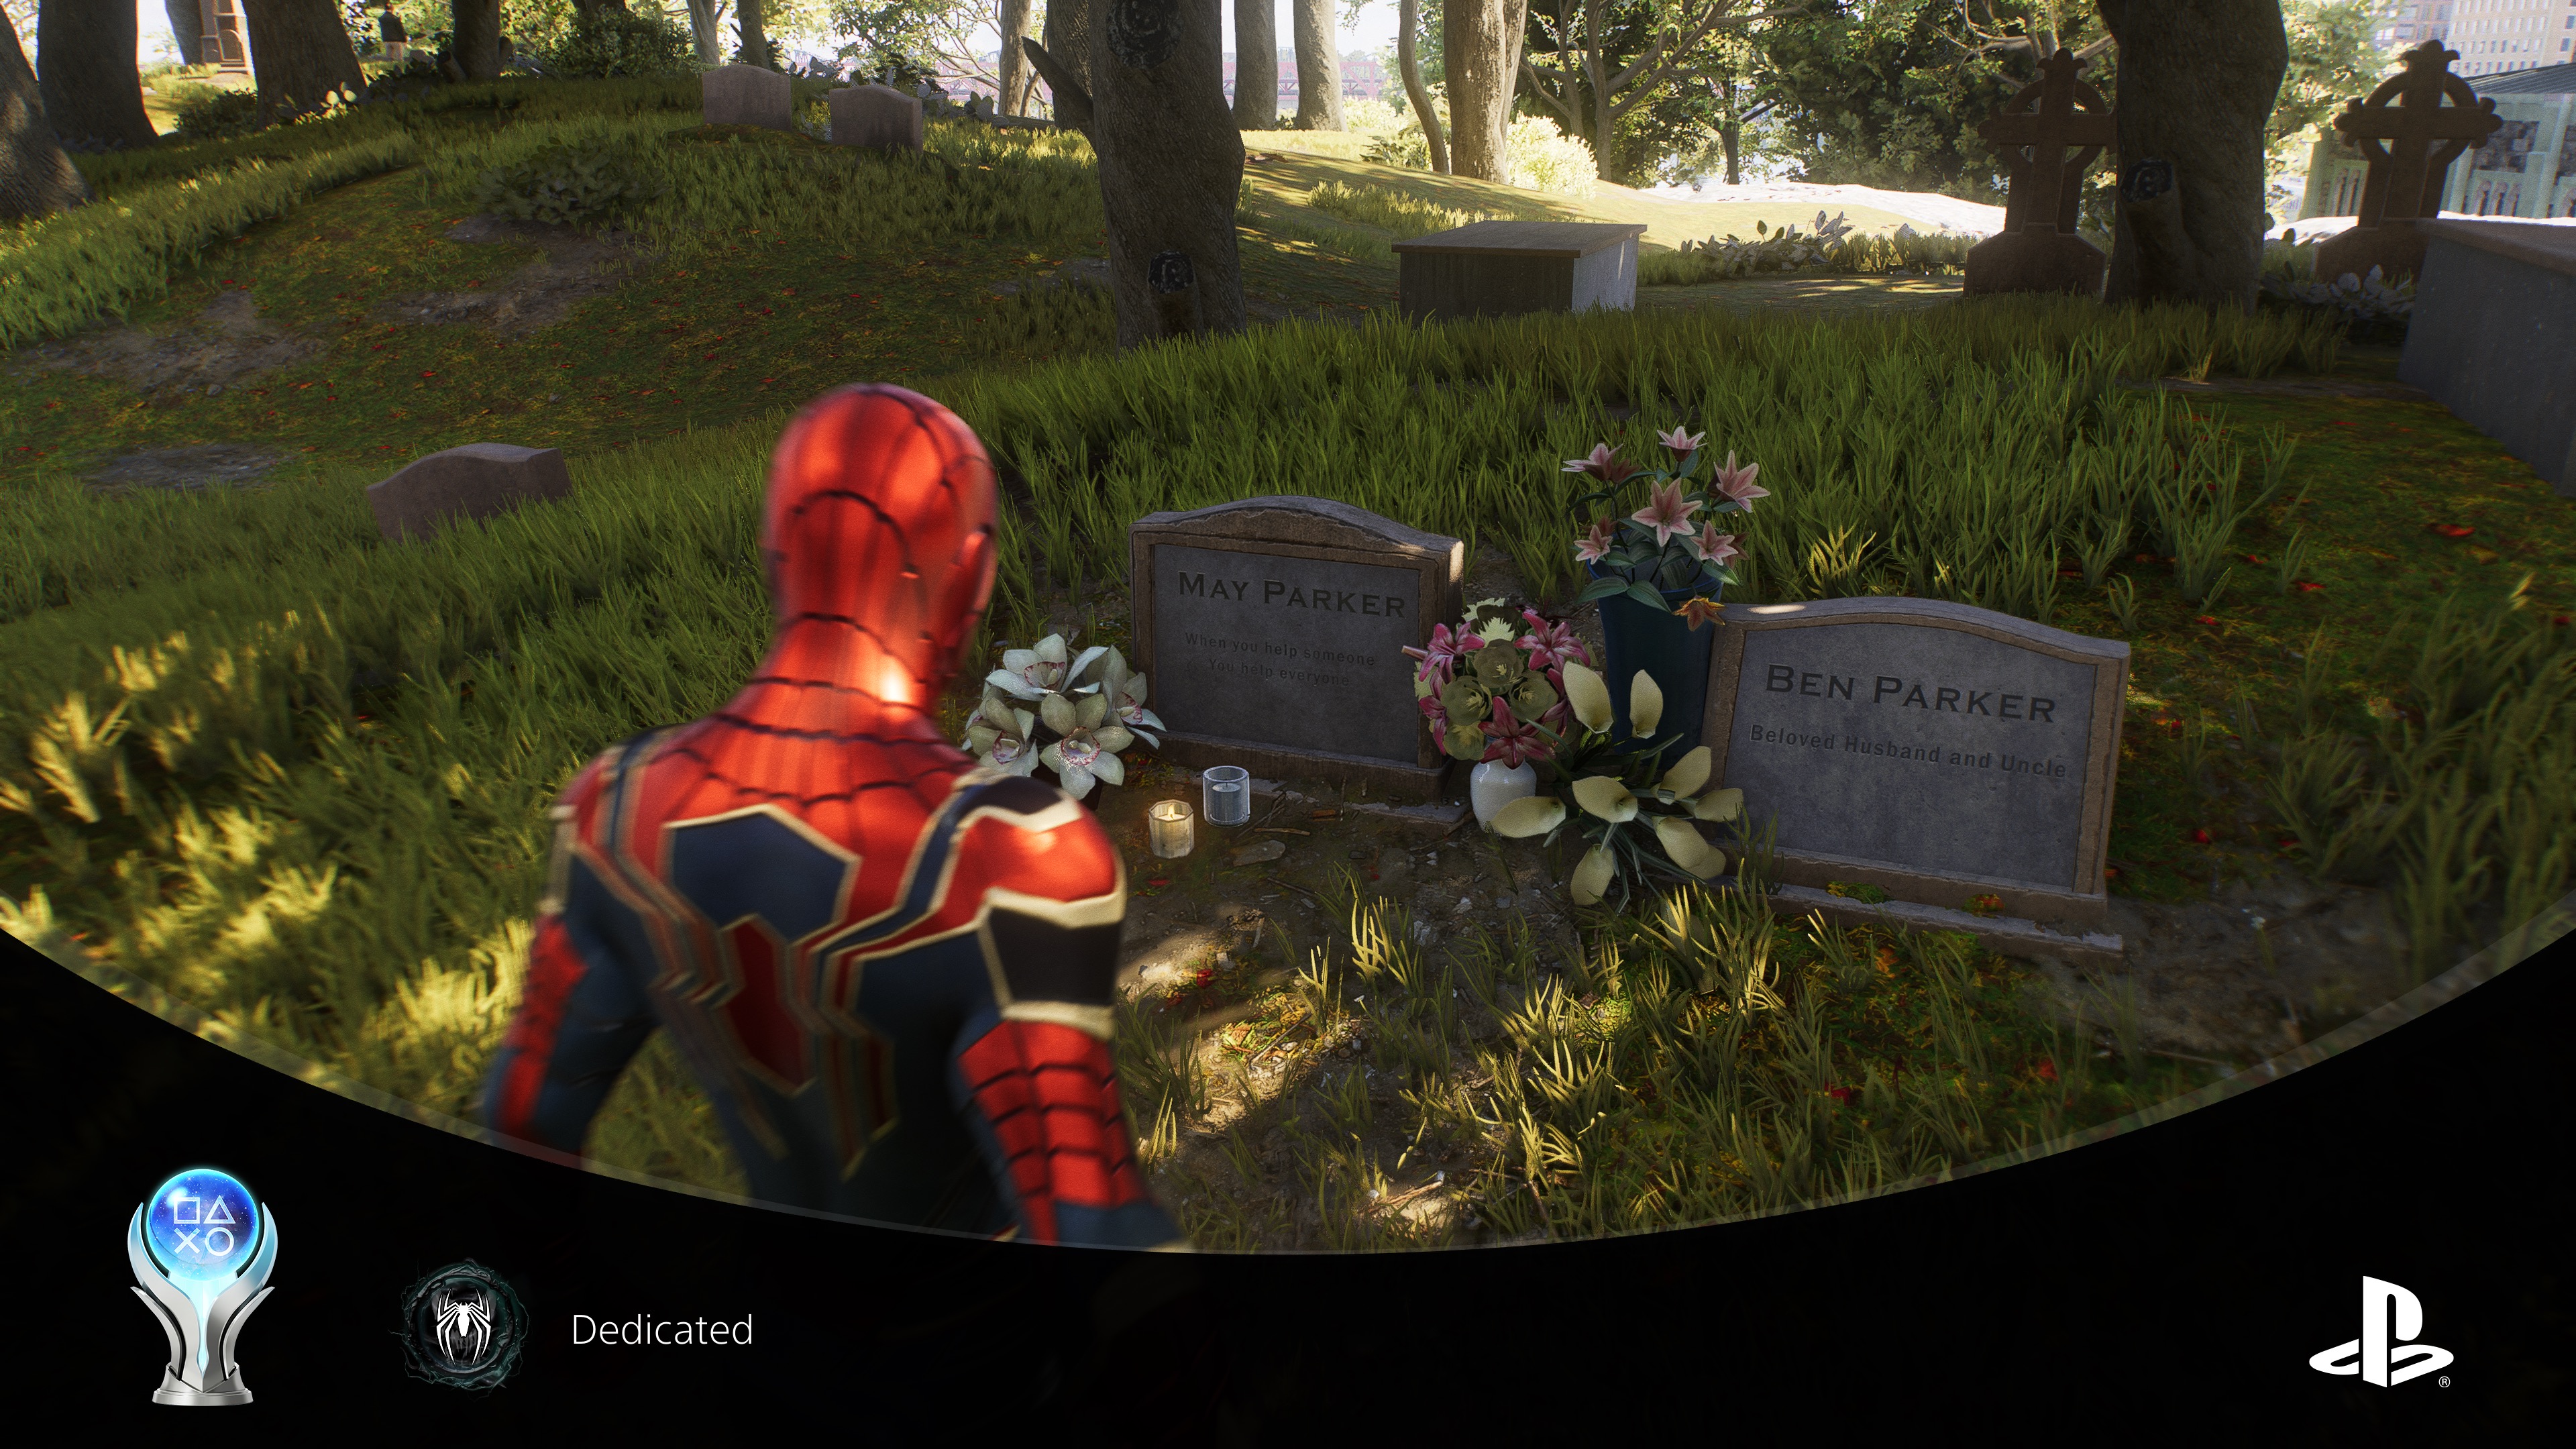 MAY PARKER
When you help someone
You help everyone
BEN PARKER
Beloved Husband and Uncle
Dedicated
®